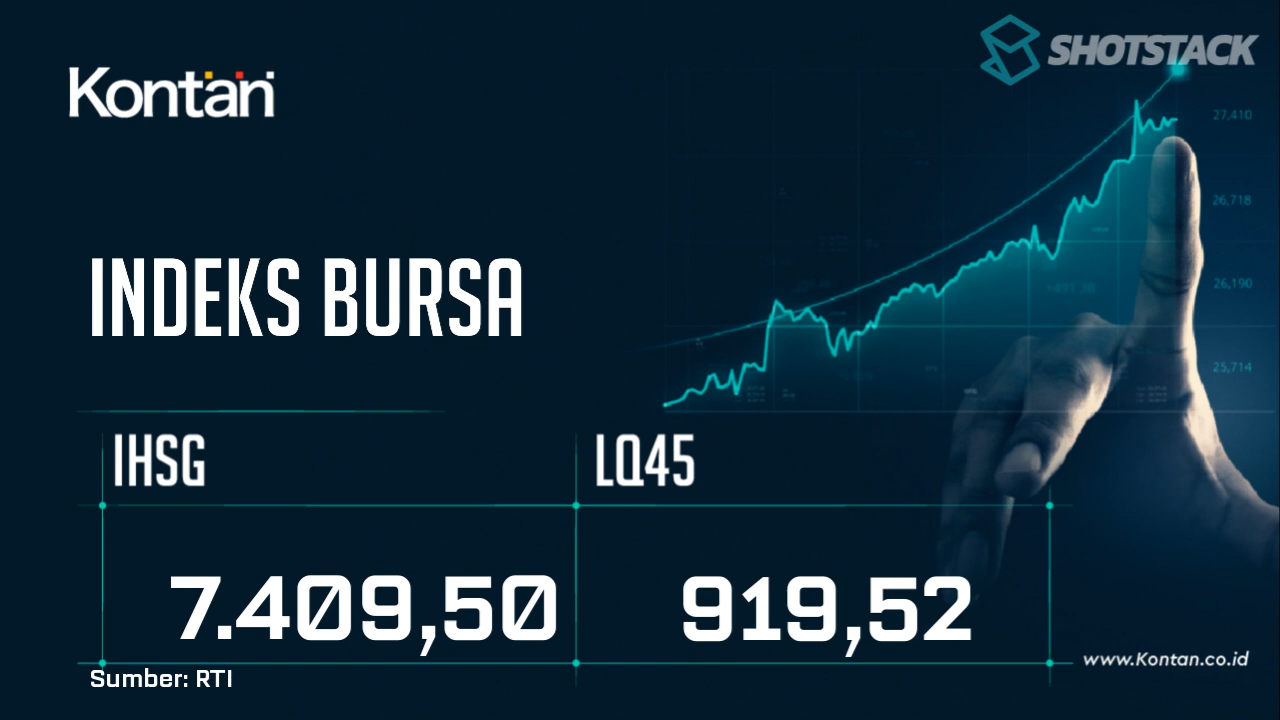 SHOTSTACK
Kontan
27,410
26,718
26,190
25,714
INDEKS BURSA
IHSG
LQ45
7.409,50
919,52
www.Kontan.co.id
Sumber: RTI